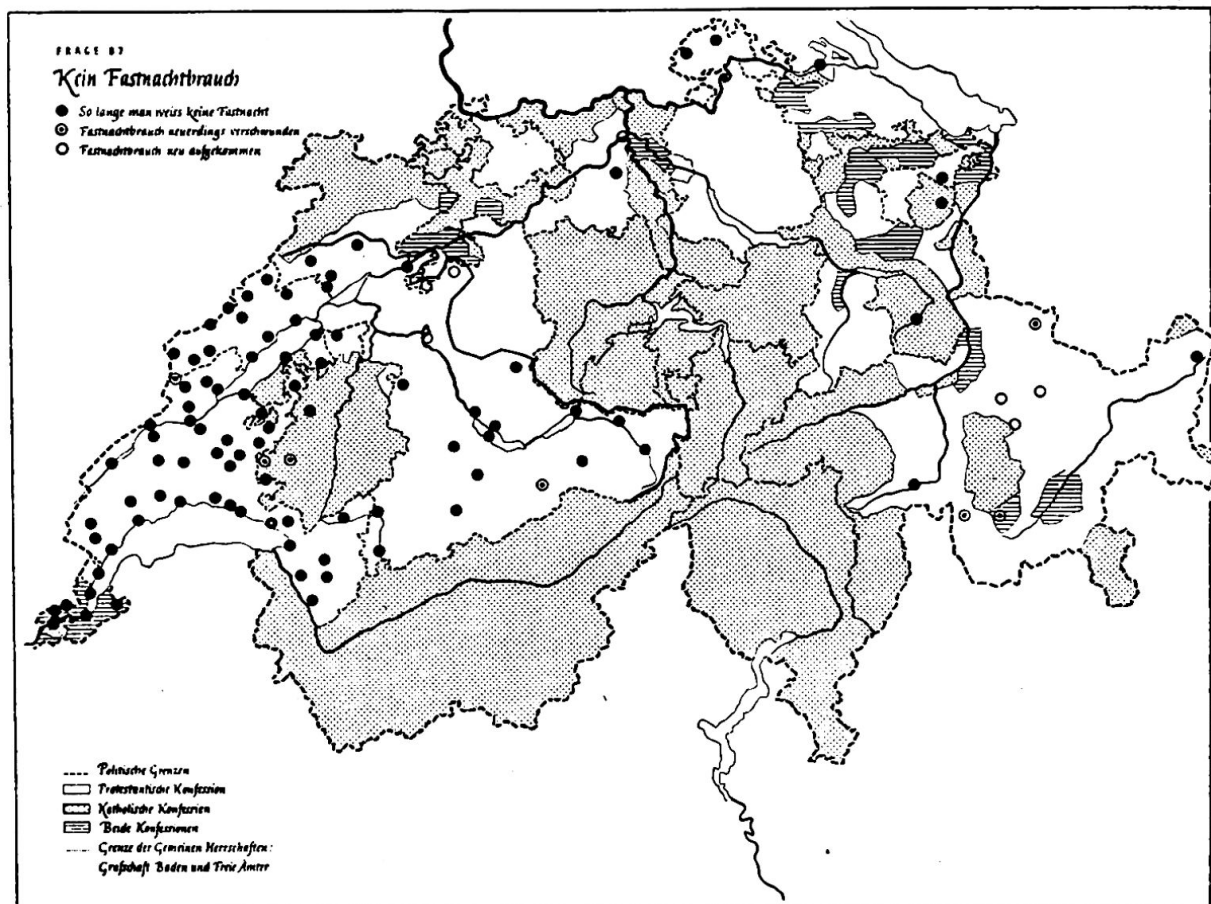 FRAGE 87
Kein Fastnachtbrauch
So lange man weiss keine Fastnacht
Fastnachtbrauch neuerdings verschwunden
Fastnachtbrauch neu aufgekommen
Politische Grenzen
Protestantische Konfession
Katholische Konfession
Beide Konfessionen
Grenze der Gemeinen Herrschaften:
Grafschaft Baden und Freie Ämter